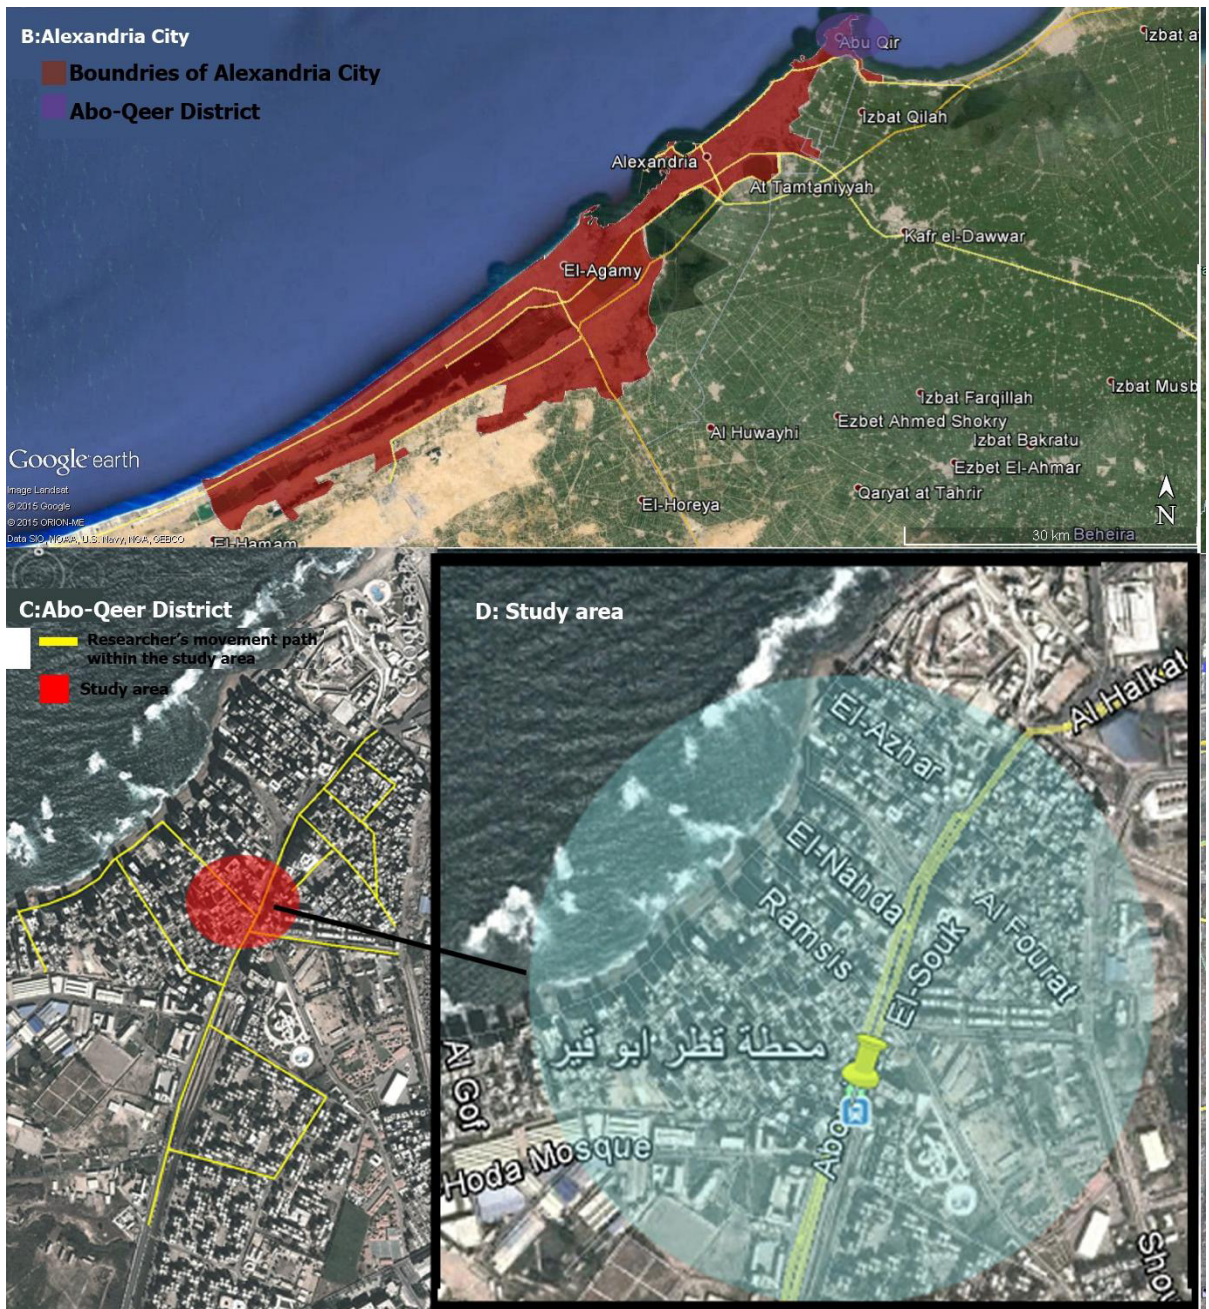 B:Alexandria City
Boundries of Alexandria City
Abo-Qeer District
Abu Qir
Izbat a
Izbat Qilah
Alexandria
At Tamtaniyyah
Kafr el-Dawwar
El-Agamy
Izbat Farqillah
Izbat Musb
Ezbet Ahmed Shokry
Al Huwayhi
Izbat Bakratu
Ezbet El-Ahmar
Qaryat at Tahrir
El-Horeya
Google earth
Image Landsat
© 2015 Google
© 2015 ORION-ME
Data SIO, NOAA, U.S. Navy, NGA, GEBCO
El-Hamam
N
30 km
Beheira
C:Abo-Qeer District
Researcher's movement path
within the study area
Study area
D: Study area
Al Halkat
El-Azhar
El-Nahda
Ramsis
El-Souk
Al Fourat
محطة قطر ابو قير
Al Gof
Abo
Hoda Mosque
Shou